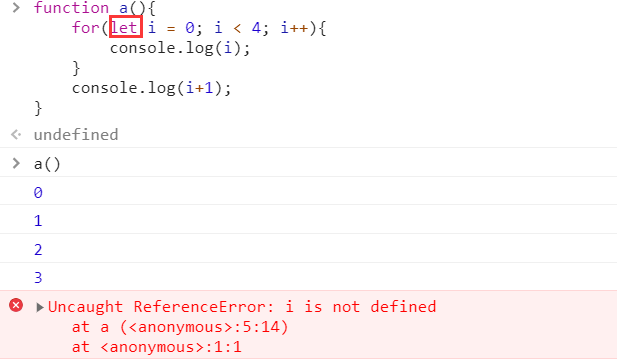 > function a(){
for(let i = 0; i < 4; i++){
console.log(i);
}
console.log(i+1);
}
undefined
> a()
0
1
2
3
Uncaught ReferenceError: i is not defined
at a (<anonymous>:5:14)
at <anonymous>:1:1